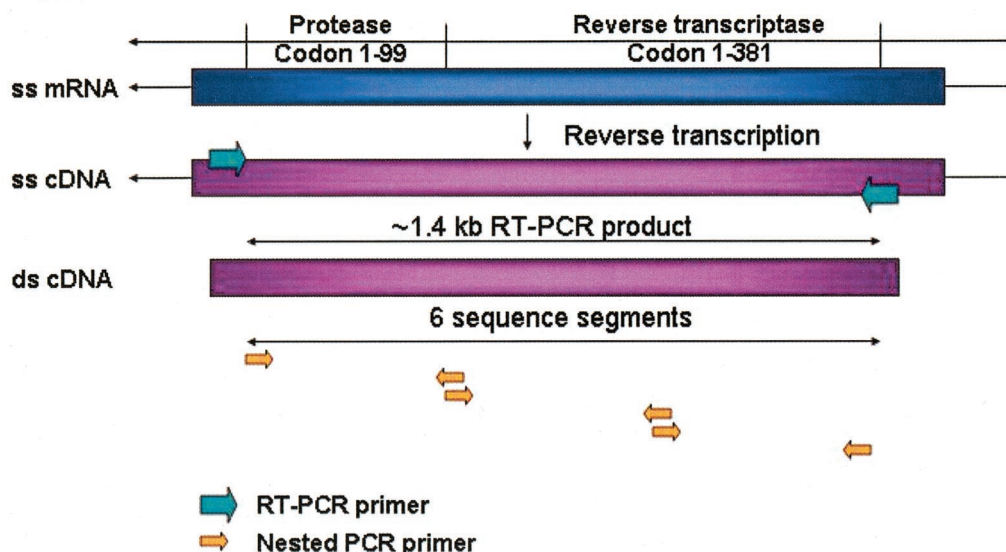 Protease
Reverse transcriptase
Codon 1-99
Codon 1-381
ss mRNA
Reverse transcription
ss cDNA
~1.4 kb RT-PCR product
ds cDNA
6 sequence segments
RT-PCR primer
Nested PCR primer